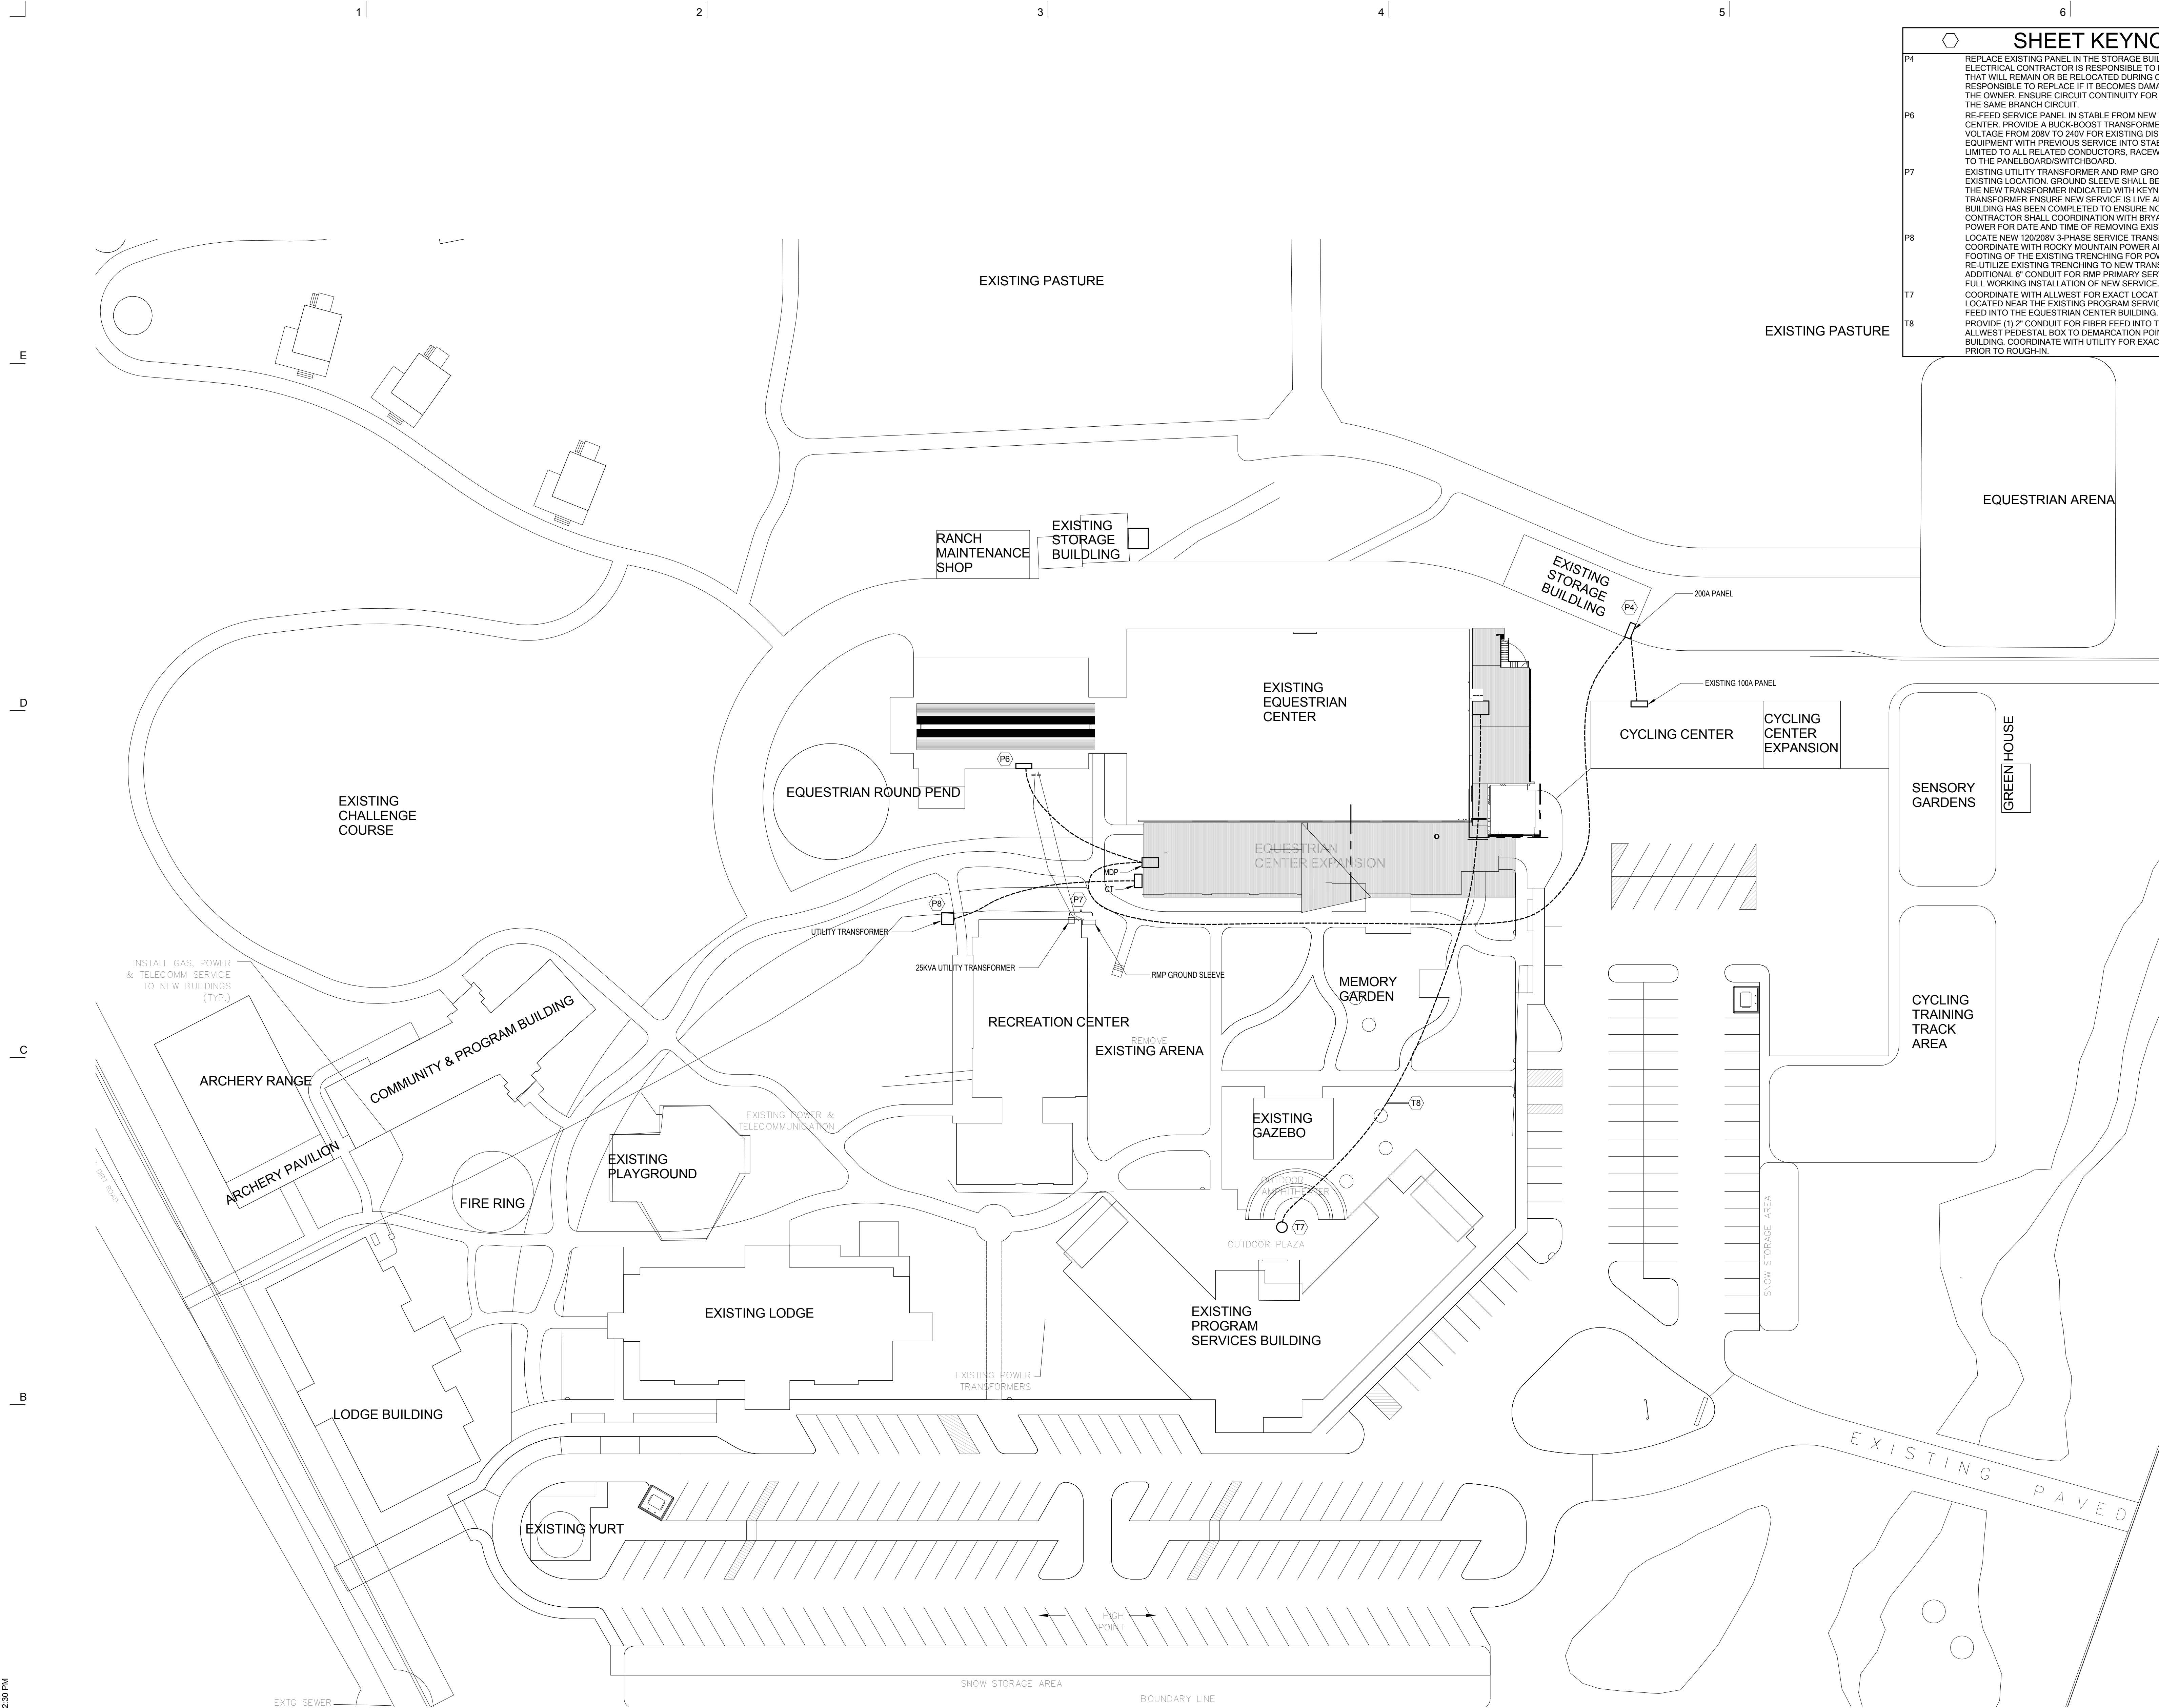 1
2
3
4
5
6
SHEET KEYNO
P4
REPLACE EXISTING PANEL IN THE STORAGE BUIL
ELECTRICAL CONTRACTOR IS RESPONSIBLE TO
THAT WILL REMAIN OR BE RELOCATED DURING C
RESPONSIBLE TO REPLACE IF IT BECOMES DAMA
THE OWNER. ENSURE CIRCUIT CONTINUITY FOR
THE SAME BRANCH CIRCUIT.
P6
RE-FEED SERVICE PANEL IN STABLE FROM NEW
CENTER. PROVIDE A BUCK-BOOST TRANSFORME
VOLTAGE FROM 208V TO 240V FOR EXISTING DIS
EQUIPMENT WITH PREVIOUS SERVICE INTO STAB
LIMITED TO ALL RELATED CONDUCTORS, RACEW
TO THE PANELBOARD/SWITCHBOARD.
P7
EXISTING UTILITY TRANSFORMER AND RMP GRO
EXISTING LOCATION. GROUND SLEEVE SHALL BE
THE NEW TRANSFORMER INDICATED WITH KEYN
TRANSFORMER ENSURE NEW SERVICE IS LIVE A
BUILDING HAS BEEN COMPLETED TO ENSURE NO
CONTRACTOR SHALL COORDINATION WITH BRYA
POWER FOR DATE AND TIME OF REMOVING EXIS
P8
LOCATE NEW 120/208V 3-PHASE SERVICE TRANS
COORDINATE WITH ROCKY MOUNTAIN POWER A
FOOTING OF THE EXISTING TRENCHING FOR POW
RE-UTILIZE EXISTING TRENCHING TO NEW TRANS
ADDITIONAL 6" CONDUIT FOR RMP PRIMARY SER
FULL WORKING INSTALLATION OF NEW SERVICE.
T7
COORDINATE WITH ALLWEST FOR EXACT LOCAT
LOCATED NEAR THE EXISTING PROGRAM SERVIC
FEED INTO THE EQUESTRIAN CENTER BUILDING.
T8
PROVIDE (1) 2" CONDUIT FOR FIBER FEED INTO T
ALLWEST PEDESTAL BOX TO DEMARCATION POIN
BUILDING. COORDINATE WITH UTILITY FOR EXAC
PRIOR TO ROUGH-IN.
EXISTING PASTURE
EXISTING PASTURE
E
EQUESTRIAN ARENA
RANCH
MAINTENANCE
SHOP
EXISTING
STORAGE
BUILDLING
EXISTING
STORAGE
BUILDLING
P4
200A PANEL
EXISTING 100A PANEL
D
EXISTING
EQUESTRIAN
CENTER
CYCLING CENTER
CYCLING
CENTER
EXPANSION
GREEN HOUSE
SENSORY
GARDENS
P6
EQUESTRIAN ROUND PEND
EXISTING
CHALLENGE
COURSE
EQUESTRIAN
CENTER EXPANSION
MDP
CT
P8
P7
UTILITY TRANSFORMER
25KVA UTILITY TRANSFORMER
RMP GROUND SLEEVE
INSTALL GAS, POWER
& TELECOMM SERVICE
TO NEW BUILDINGS
(TYP.)
MEMORY
GARDEN
CYCLING
TRAINING
TRACK
AREA
RECREATION CENTER
REMOVE
EXISTING ARENA
C
COMMUNITY & PROGRAM BUILDING
ARCHERY RANGE
ARCHERY PAVILION
EXISTING POWER &
TELECOMMUNICATION
T8
EXISTING
GAZEBO
EXISTING
PLAYGROUND
FIRE RING
DIRT ROAD
OUTDOOR
AMPHITHEATER
T7
OUTDOOR PLAZA
SNOW STORAGE AREA
EXISTING LODGE
EXISTING
PROGRAM
SERVICES BUILDING
EXISTING POWER
TRANSFORMERS
B
LODGE BUILDING
EXISTING PAVED
EXISTING YURT
HIGH
POINT
SNOW STORAGE AREA
BOUNDARY LINE
EXTG SEWER
2:30 PM